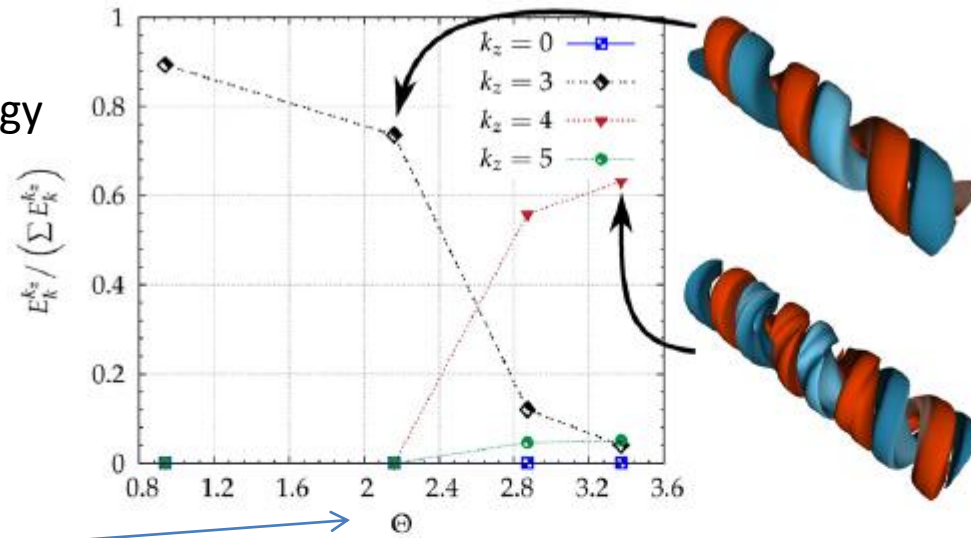 gy
E_k^{k_z} / (∑ E_k^{k_z})
1
0.8
0.6
0.4
0.2
0
k_z = 0
k_z = 3
k_z = 4
k_z = 5
0.8 1.2 1.6 2 2.4 2.8 3.2 3.6
Θ